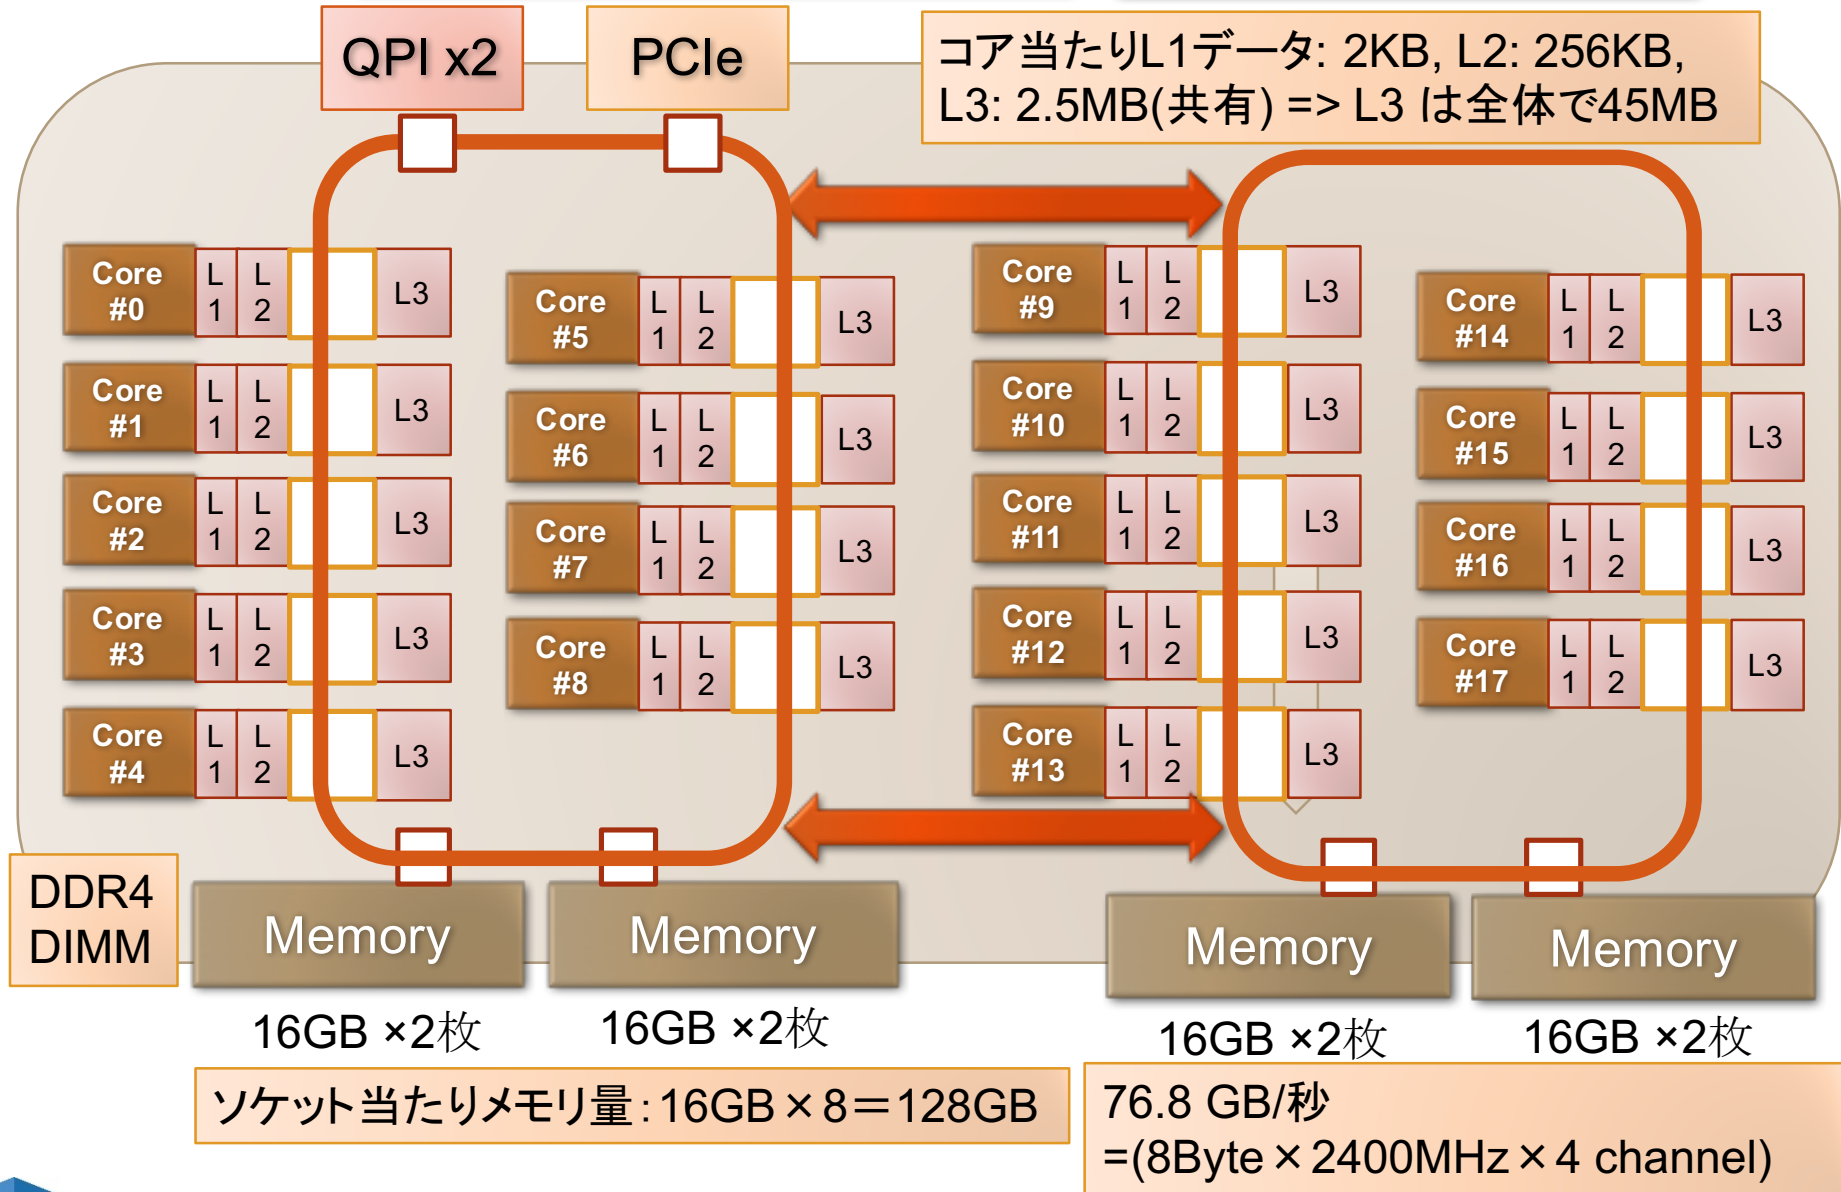 QPI x2
PCIe
コア当たりL1データ: 2KB, L2: 256KB,
L3: 2.5MB(共有) => L3 は全体で45MB
Core
#0
L
1
L
2
L3
Core
#1
L
1
L
2
L3
Core
#2
L
1
L
2
L3
Core
#3
L
1
L
2
L3
Core
#4
L
1
L
2
L3
Core
#5
L
1
L
2
L3
Core
#6
L
1
L
2
L3
Core
#7
L
1
L
2
L3
Core
#8
L
1
L
2
L3
Core
#9
L
1
L
2
L3
Core
#10
L
1
L
2
L3
Core
#11
L
1
L
2
L3
Core
#12
L
1
L
2
L3
Core
#13
L
1
L
2
L3
Core
#14
L
1
L
2
L3
Core
#15
L
1
L
2
L3
Core
#16
L
1
L
2
L3
Core
#17
L
1
L
2
L3
DDR4
DIMM
Memory
Memory
Memory
Memory
16GB ×2枚
16GB ×2枚
16GB ×2枚
16GB ×2枚
ソケット当たりメモリ量:16GB×8＝128GB
76.8 GB/秒
=(8Byte×2400MHz×4 channel)